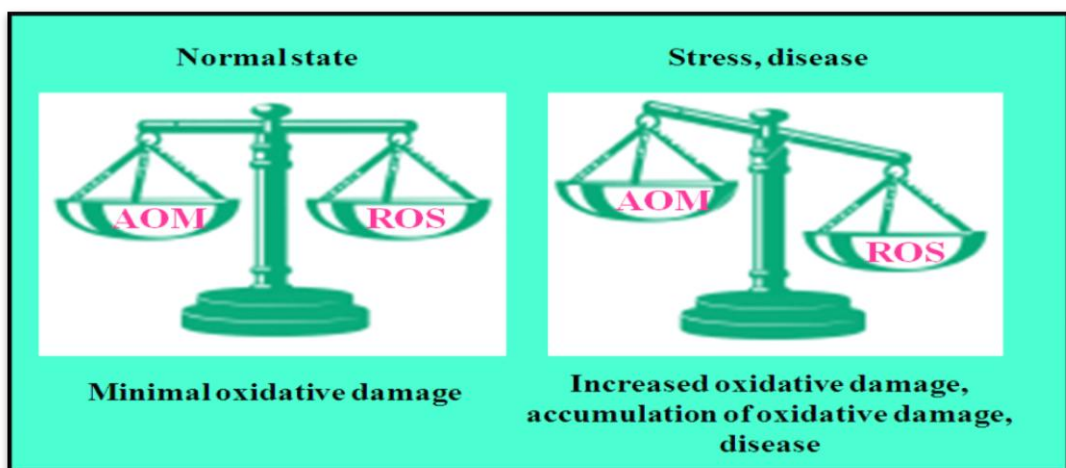 Normal state
AOM
ROS
Minimal oxidative damage
Stress, disease
AOM
ROS
Increased oxidative damage,
accumulation of oxidative damage,
disease